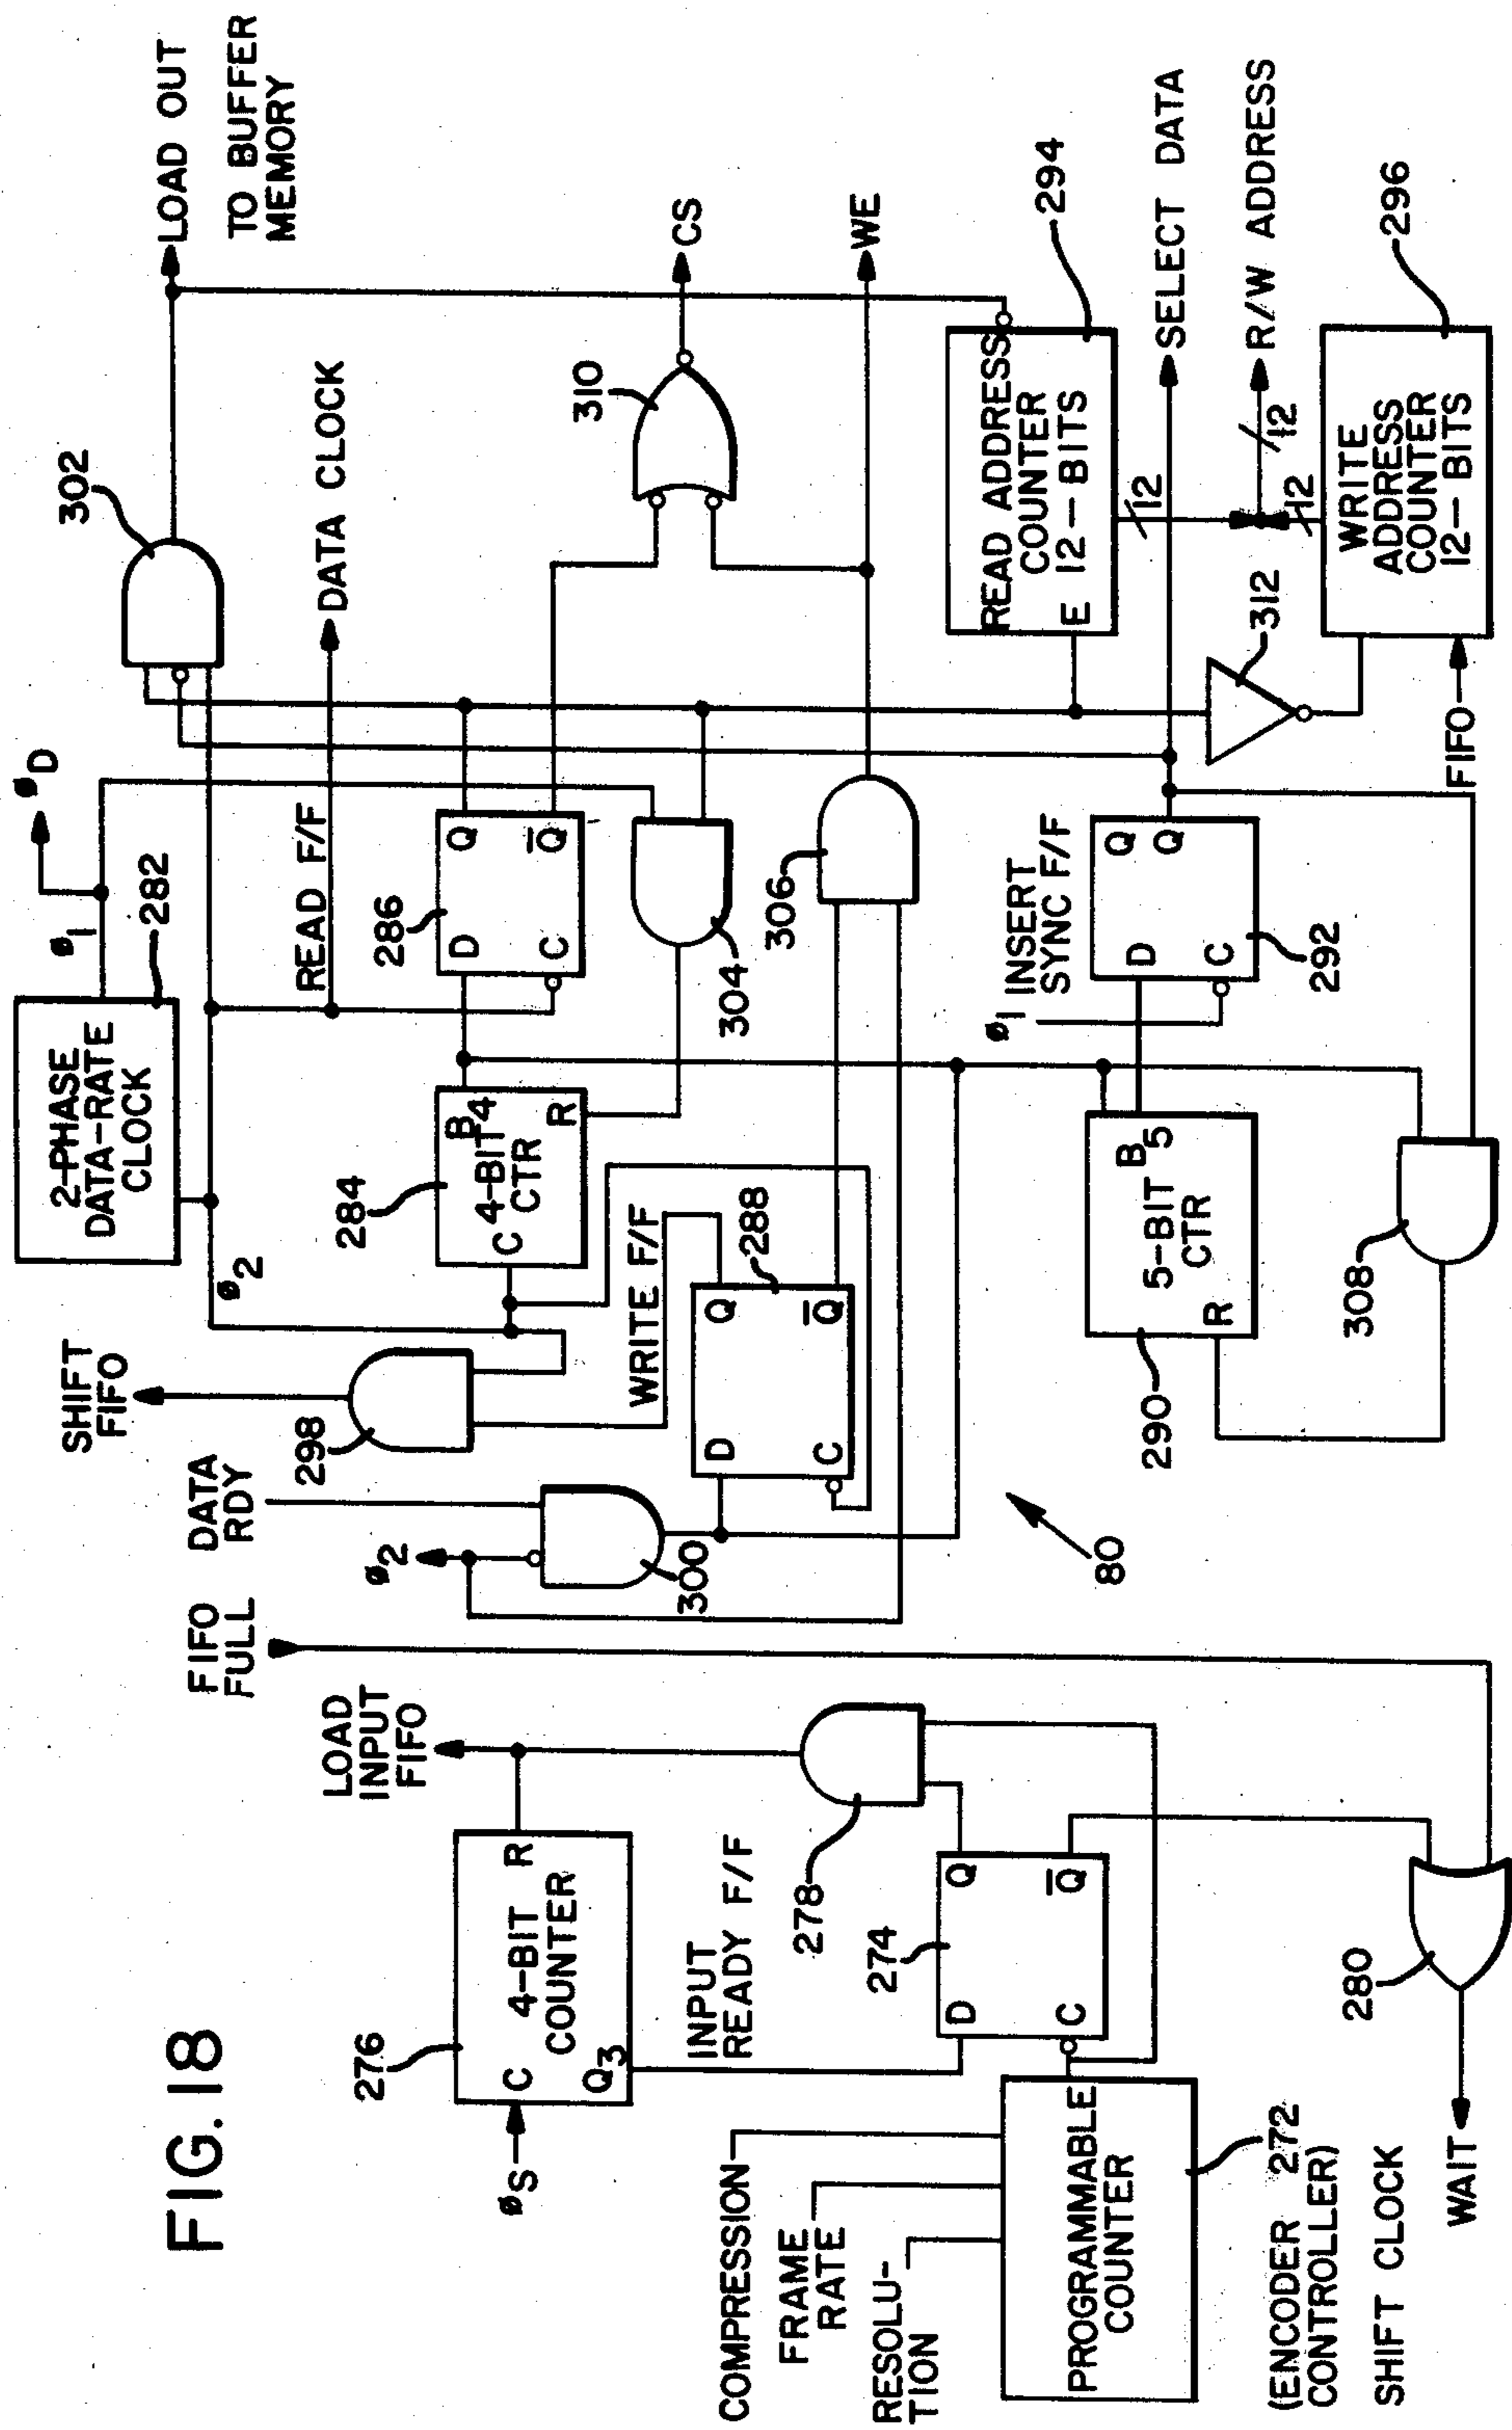 FIG. 18
COMPRESSION
FRAME
RATE
RESOLU-
TION
PROGRAMMABLE
COUNTER
272
(ENCODER
CONTROLLER)
SHIFT CLOCK
WAIT
øS
276
4-BIT
COUNTER
C
R
Q3
INPUT
READY F/F
274
D
Q
C
Q̅
278
280
LOAD
INPUT
FIFO
FIFO
FULL
DATA
RDY
ø2
300
SHIFT
FIFO
298
ø2
2-PHASE
DATA-RATE
CLOCK
282
ø1
øD
284
B4
4-BIT
CTR
C
R
WRITE F/F
288
D
Q
C
Q̅
80
READ F/F
286
D
Q
C
Q̅
304
306
290
B5
5-BIT
CTR
R
308
ø1
INSERT
SYNC F/F
D
Q
C
Q
292
302
DATA CLOCK
310
LOAD OUT
TO BUFFER
MEMORY
CS
WE
READ ADDRESS
COUNTER
12-BITS
E
294
12
SELECT DATA
12
R/W ADDRESS
12
312
FIFO
WRITE
ADDRESS
COUNTER
12-BITS
296